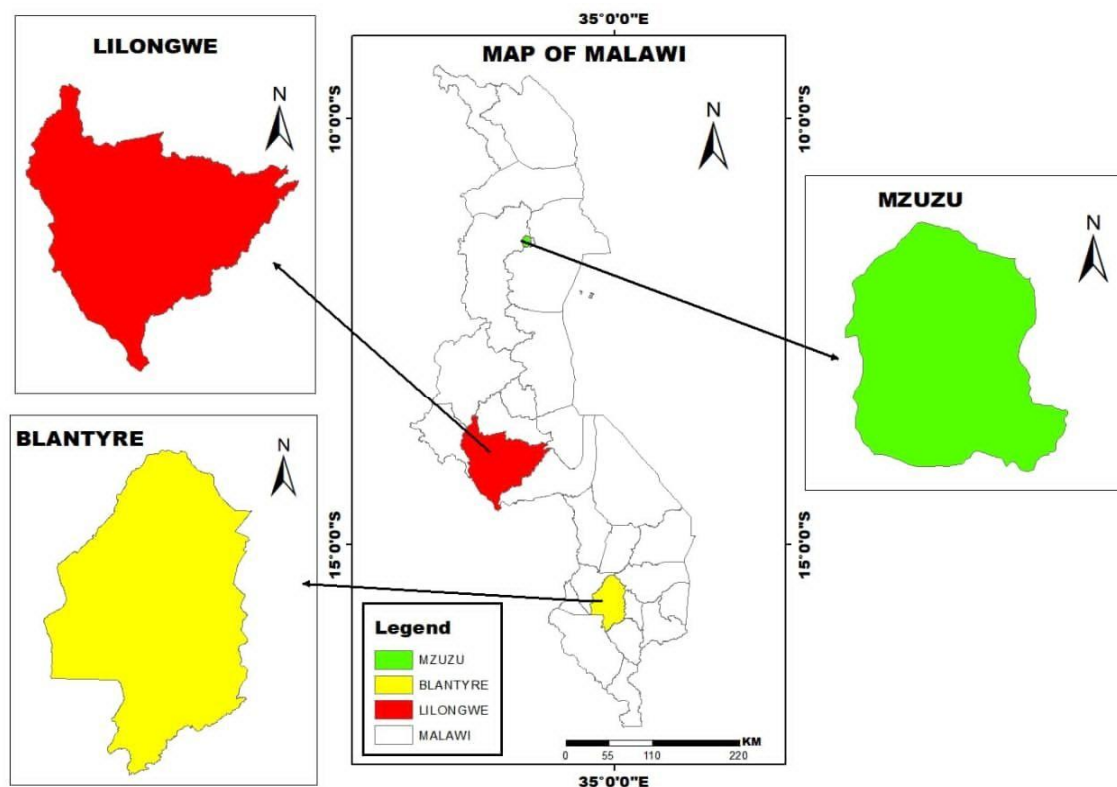 LILONGWE
N
BLANTYRE
N
35°0'0"E
MAP OF MALAWI
N
10°0'0"S
10°0'0"S
15°0'0"S
15°0'0"S
Legend
MZUZU
BLANTYRE
LILONGWE
MALAWI
KM
0 55 110 220
35°0'0"E
MZUZU
N